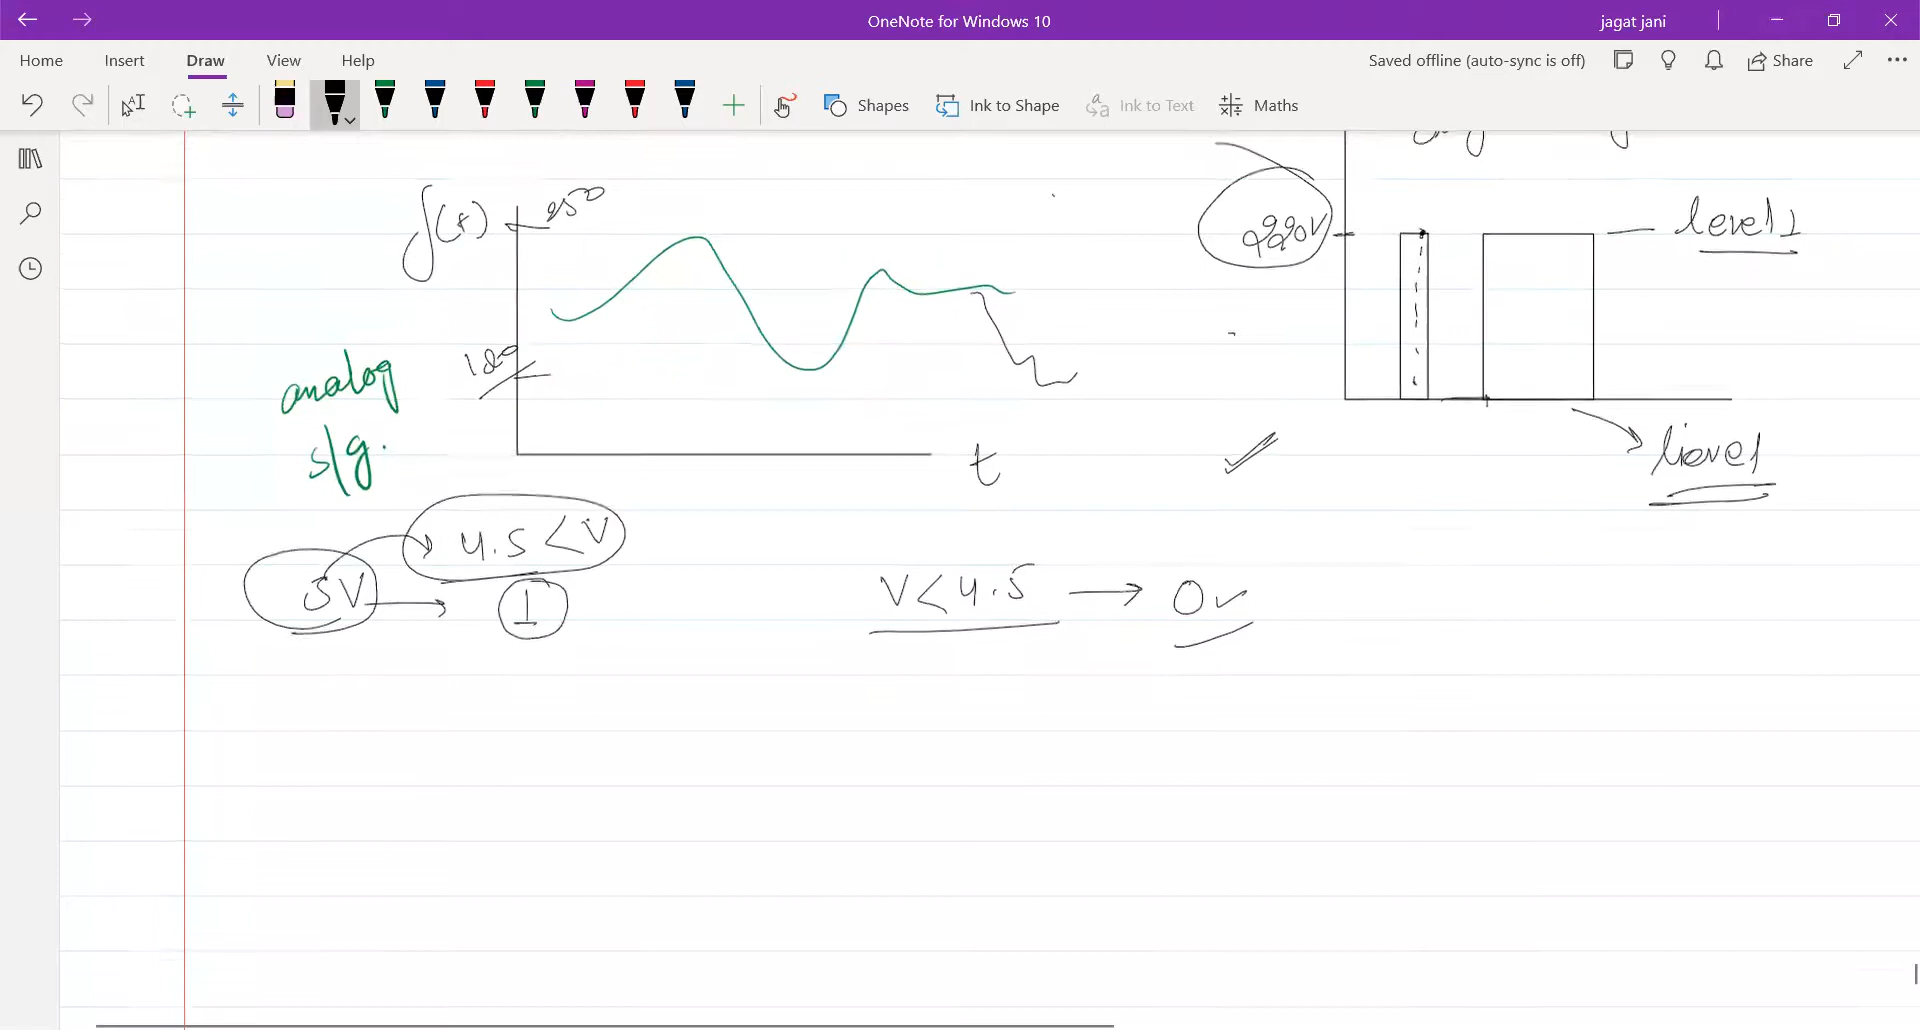 OneNote for Windows 10
jagat jani
Home Insert Draw View Help
Saved offline (auto-sync is off)
Share
Shapes
Ink to Shape
Ink to Text
Maths
250
220V
level 1
analog
s/g.
t
level
4.5 < V
5V
1
V < 4.5 → 0V